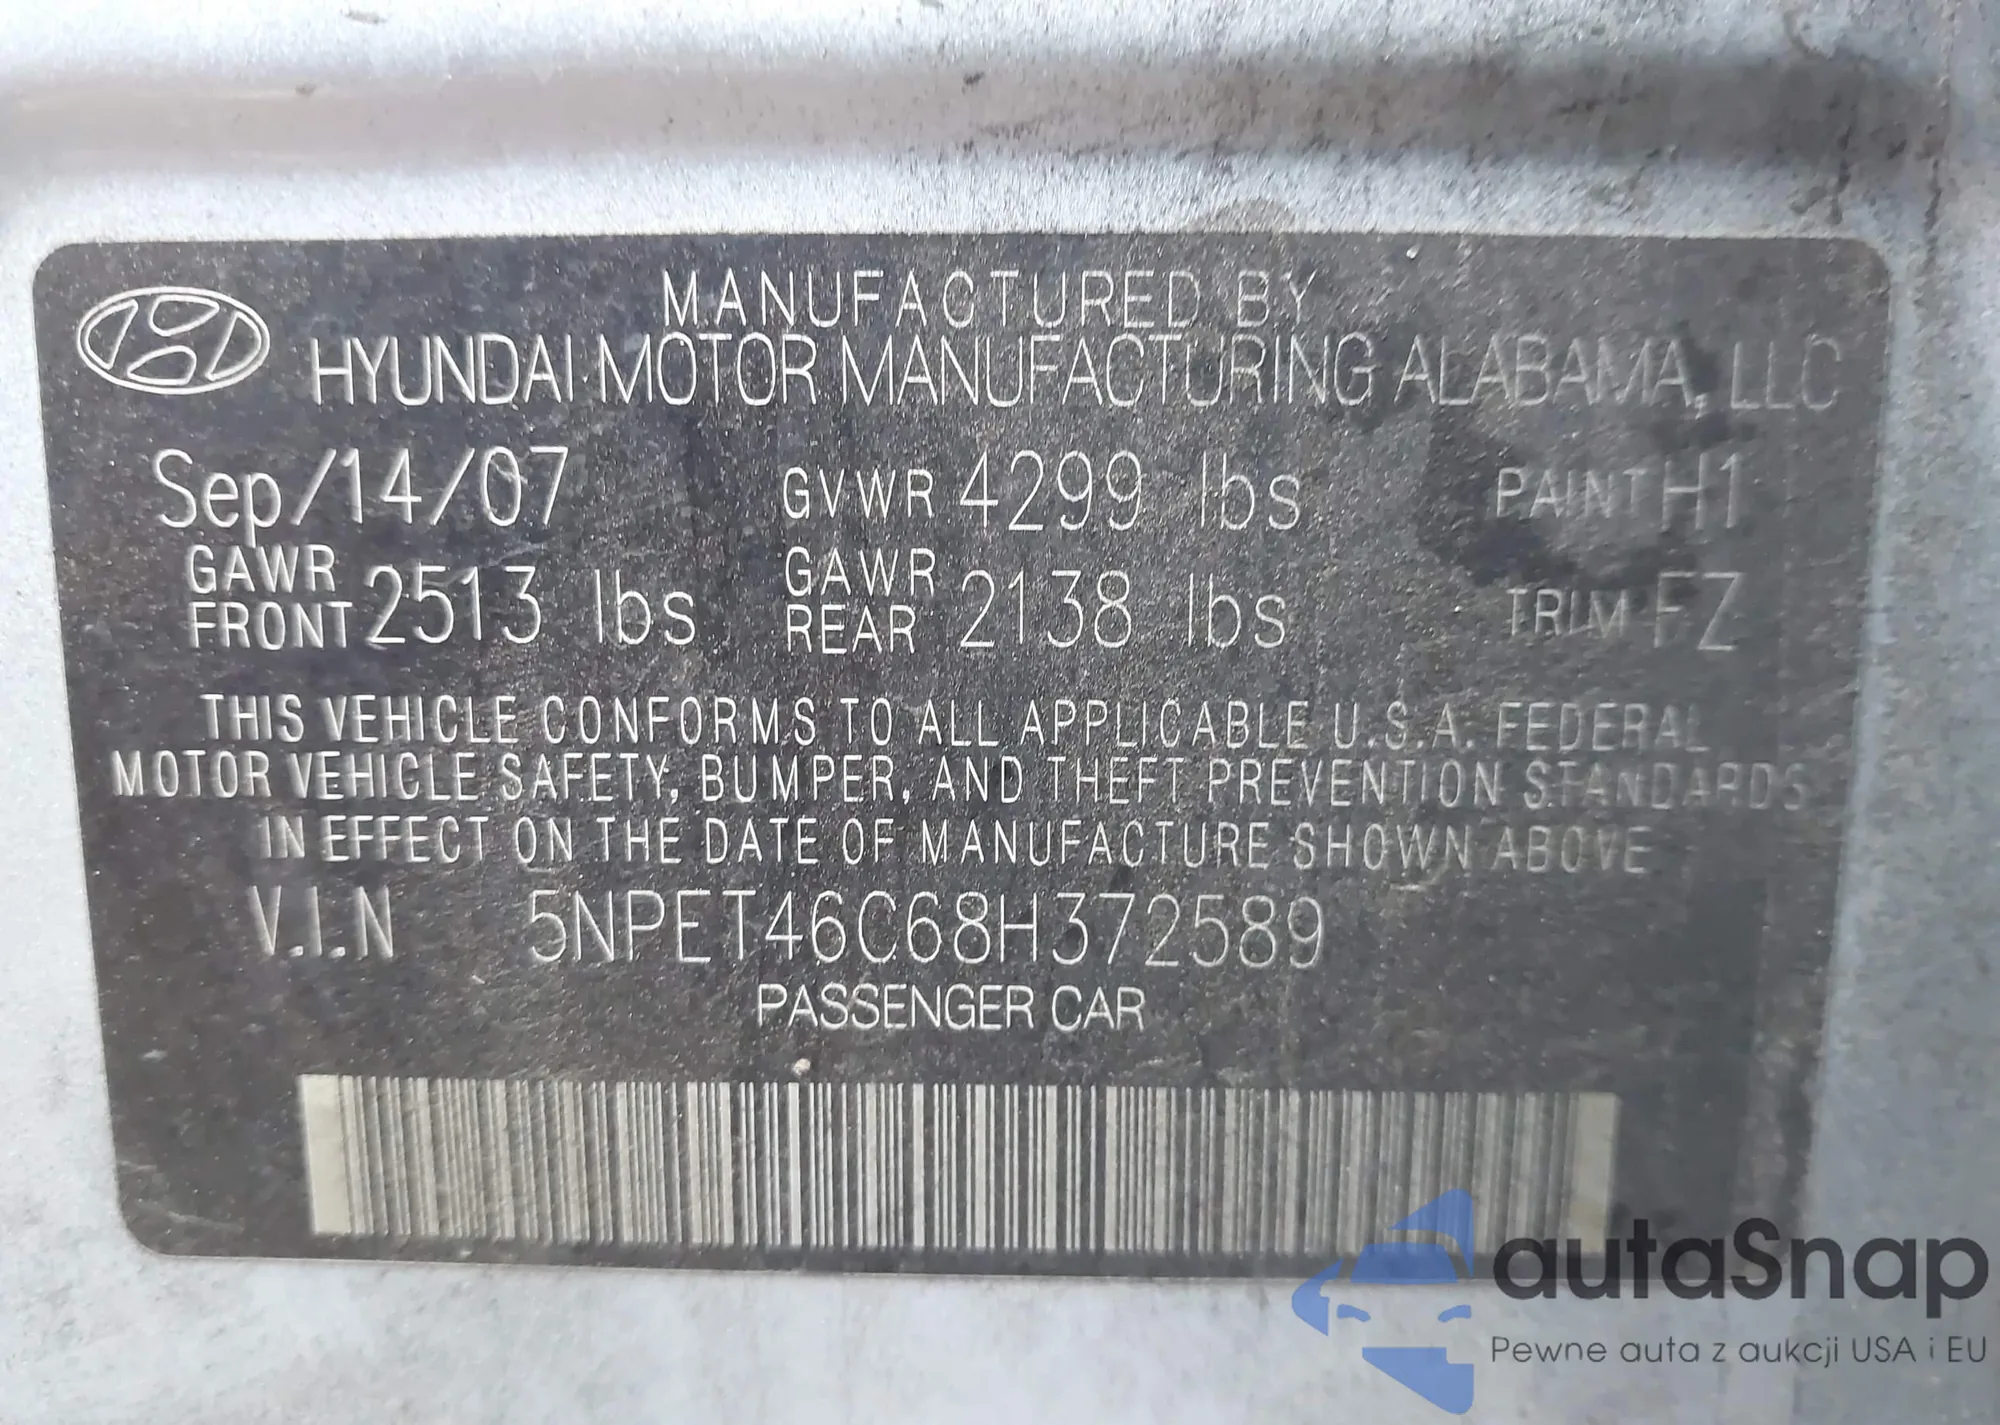 MANUFACTURED BY
HYUNDAI MOTOR MANUFACTURING ALABAMA, LLC
Sep/14/07 GVWR 4299 lbs PAINT H1
GAWR FRONT 2513 lbs GAWR REAR 2138 lbs TRIM FZ
THIS VEHICLE CONFORMS TO ALL APPLICABLE U.S.A. FEDERAL
MOTOR VEHICLE SAFETY, BUMPER, AND THEFT PREVENTION STANDARDS
IN EFFECT ON THE DATE OF MANUFACTURE SHOWN ABOVE
V.I.N 5NPET46C68H372589
PASSENGER CAR
autaSnap
Pewne auta z aukcji USA i EU